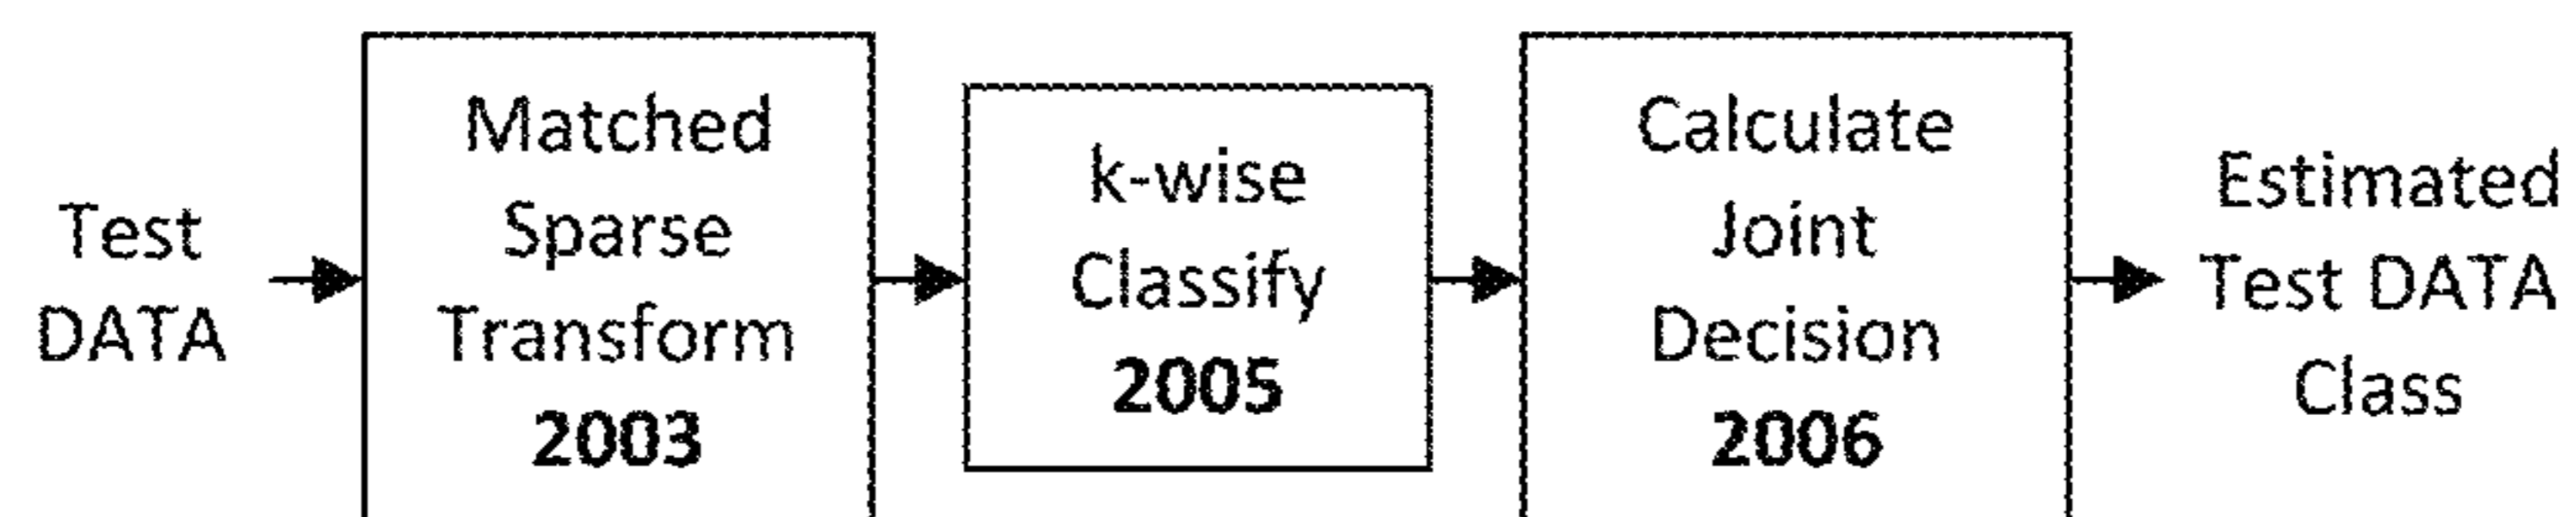 Test
DATA
Matched
Sparse
Transform
2003
k-wise
Classify
2005
Calculate
Joint
Decision
2006
Estimated
Test DATA
Class